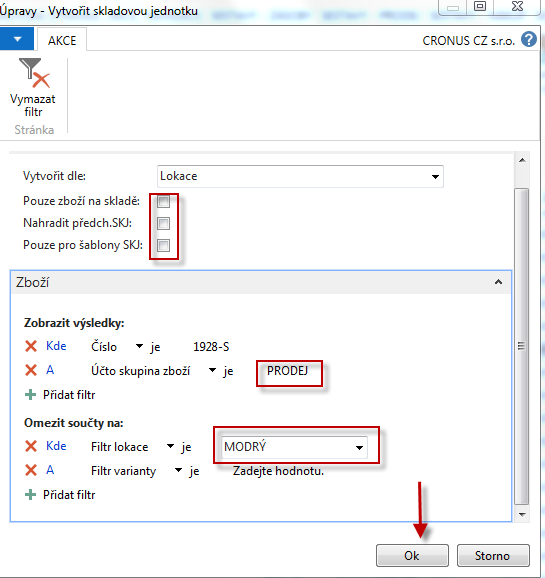 Úpravy - Vytvořit skladovou jednotku
AKCE
CRONUS CZ s.r.o.
Vymazat
filtr
Stránka
Vytvořit dle: Lokace
Pouze zboží na skladě:
Nahradit předch.SKJ:
Pouze pro šablony SKJ:
Zboží
Zobrazit výsledky:
Kde Číslo je 1928-S
A Účto skupina zboží je PRODEJ
Přidat filtr
Omezit součty na:
Kde Filtr lokace je MODRÝ
A Filtr varianty je Zadejte hodnotu.
Přidat filtr
Ok Storno